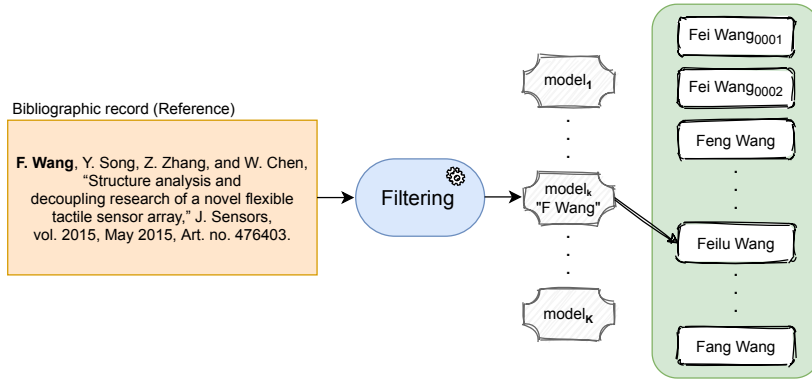 Bibliographic record (Reference)
F. Wang, Y. Song, Z. Zhang, and W. Chen,
“Structure analysis and
decoupling research of a novel flexible
tactile sensor array,” J. Sensors,
vol. 2015, May 2015, Art. no. 476403.
Filtering
model1
modelk
"F Wang"
modelK
Fei Wang0001
Fei Wang0002
Feng Wang
Feilu Wang
Fang Wang